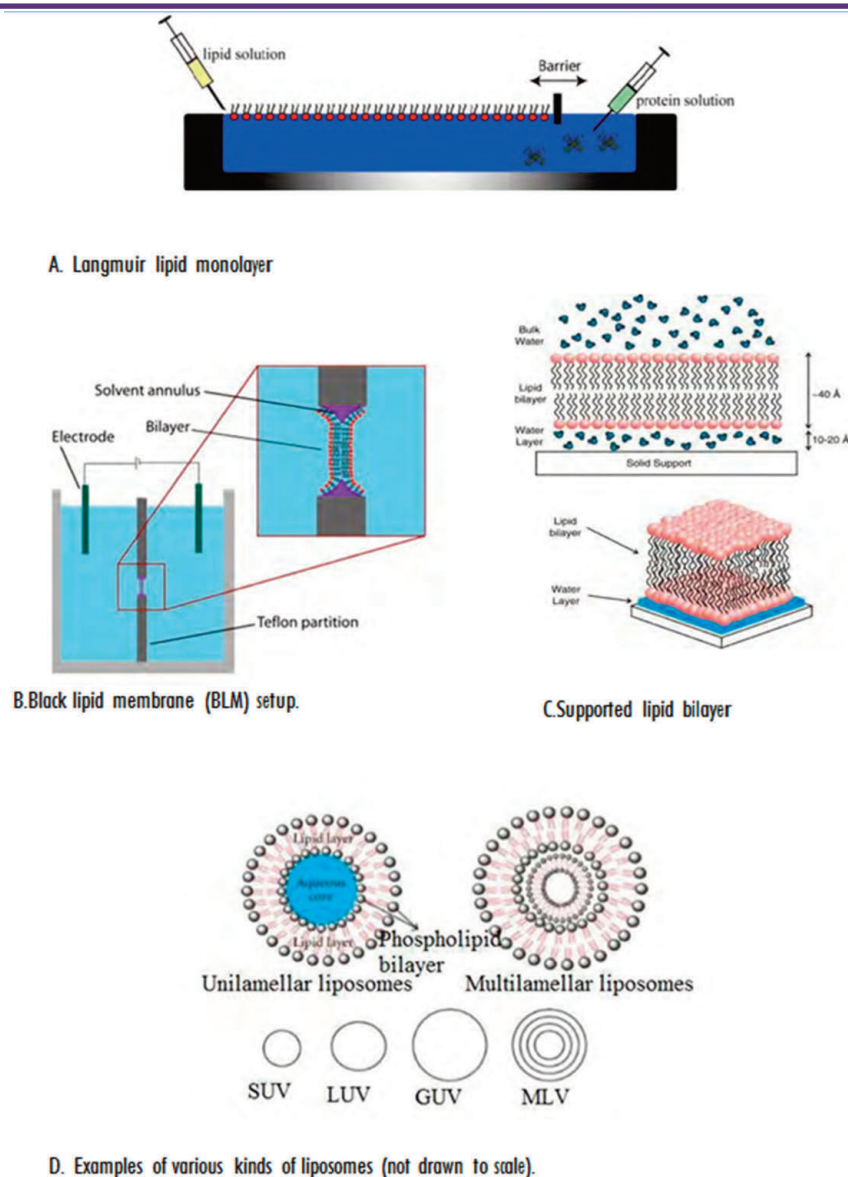 lipid solution
Barrier
protein solution
A. Langmuir lipid monolayer
Solvent annulus
Bilayer
Electrode
Teflon partition
B.Black lipid membrane (BLM) setup.
Bulk
Water
Lipid
bilayer
Water
Layer
~40 Å
10-20 Å
Solid Support
Lipid
bilayer
Water
Layer
C.Supported lipid bilayer
Lipid layer
Aqueous
core
Lipid layer
Phospholipid
bilayer
Unilamellar liposomes
Multilamellar liposomes
SUV
LUV
GUV
MLV
D. Examples of various kinds of liposomes (not drawn to scale).